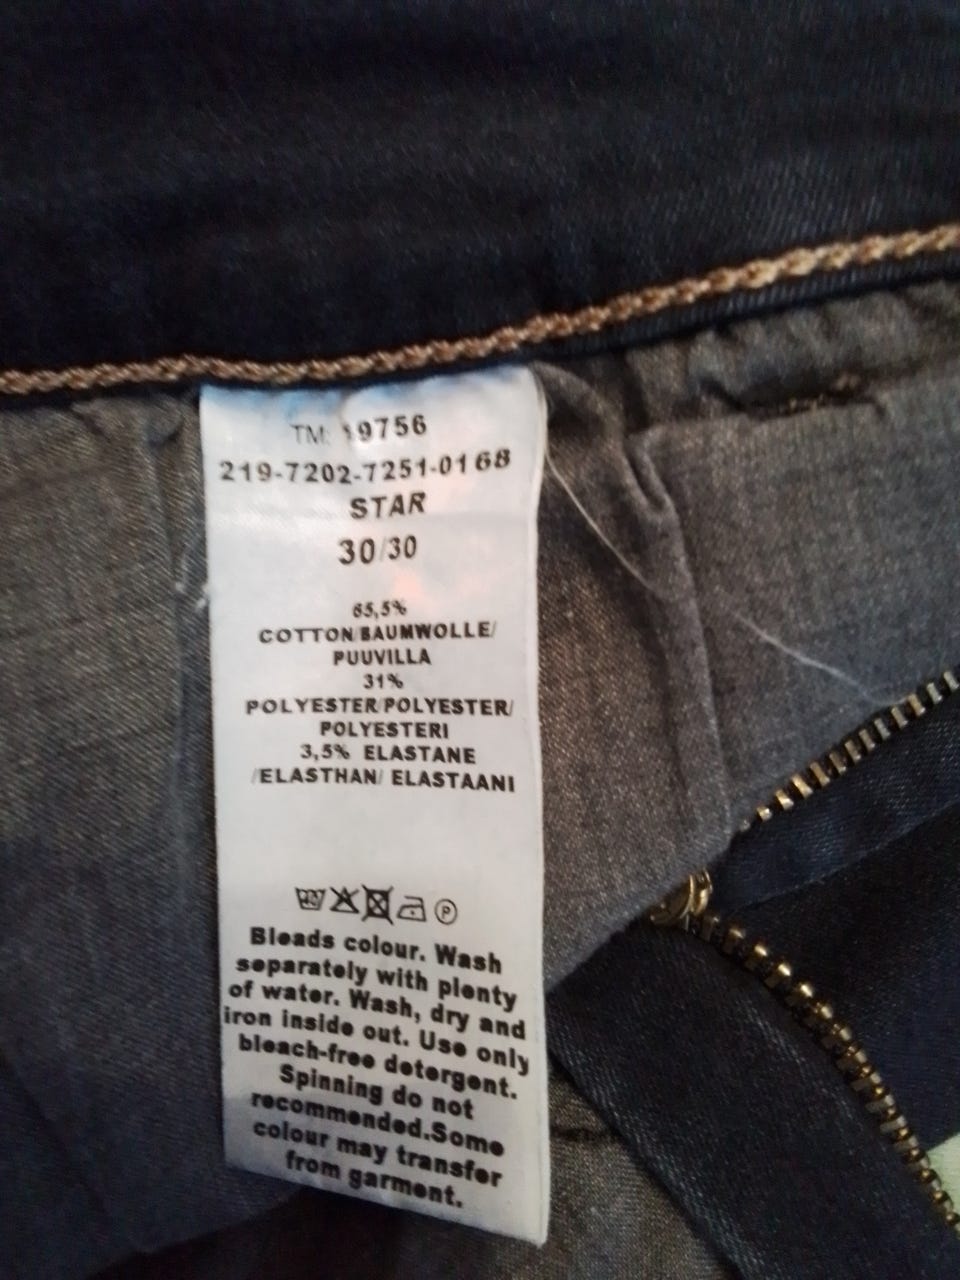 TM: 19756
219-7202-7251-0168
STAR
30/30
65,5%
COTTON/BAUMWOLLE/
PUUVILLA
31%
POLYESTER/POLYESTER/
POLYESTERI
3,5% ELASTANE
/ELASTHAN/ ELASTAANI
40 P
Bleads colour. Wash
separately with plenty
of water. Wash, dry and
iron inside out. Use only
bleach-free detergent.
Spinning do not
recommended.Some
colour may transfer
from garment.